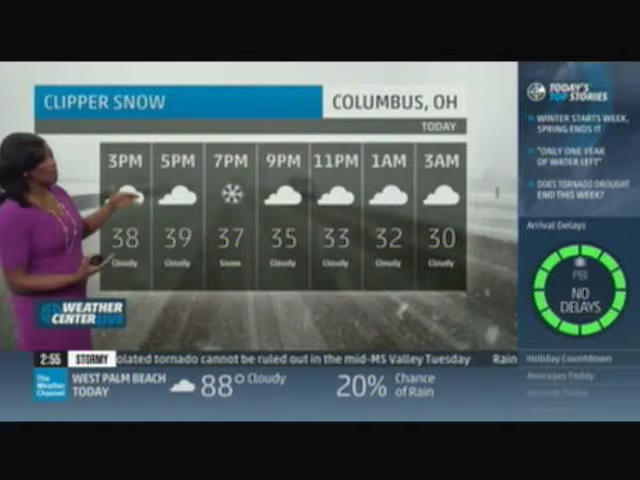 CLIPPER SNOW
COLUMBUS, OH
TODAY
3PM 5PM 7PM 9PM 11PM 1AM 3AM
38 39 37 35 33 32 30
Cloudy Cloudy Snow Cloudy Cloudy Cloudy Cloudy
WEATHER
CENTER LIVE
TODAY'S
TOP STORIES
WINTER STARTS WEEK,
SPRING ENDS IT
"ONLY ONE YEAR
OF WATER LEFT"
DOES TORNADO DROUGHT
END THIS WEEK?
Arrival Delays
PBI
NO
DELAYS
Holiday Countdown
Averages Today
2:55 STORMY olated tornado cannot be ruled out in the mid-MS Valley Tuesday Rain
The
Weather
Channel
WEST PALM BEACH
TODAY
88° Cloudy
20% Chance
of Rain